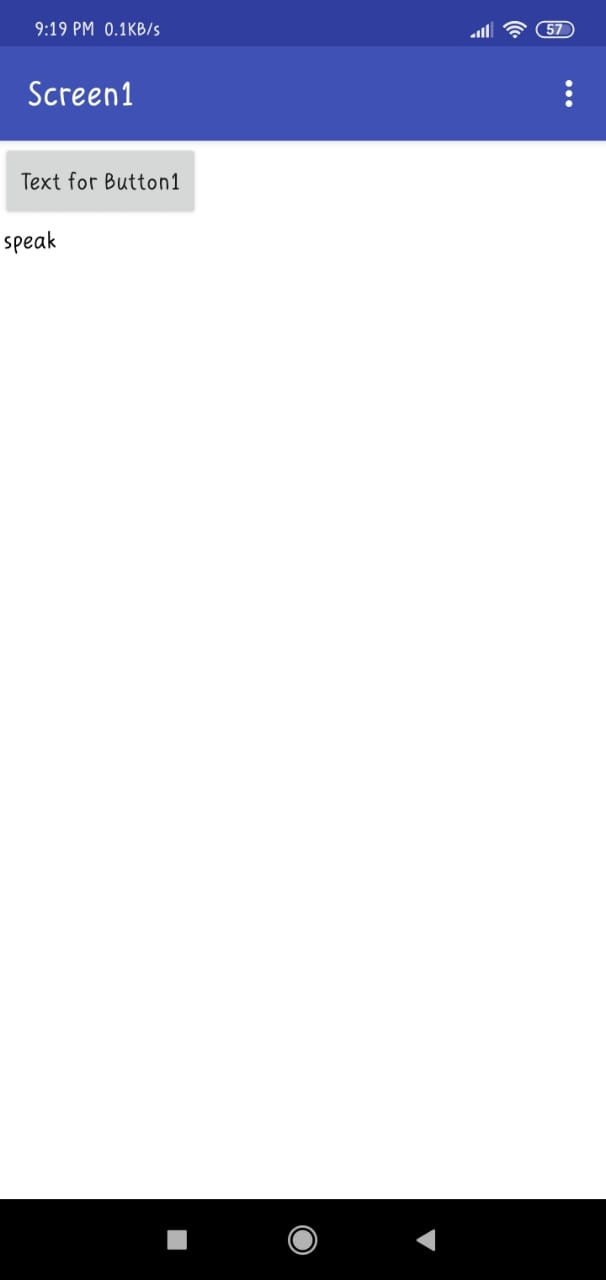 9:19 PM 0.1KB/s 57
Screen1
Text for Button1
speak